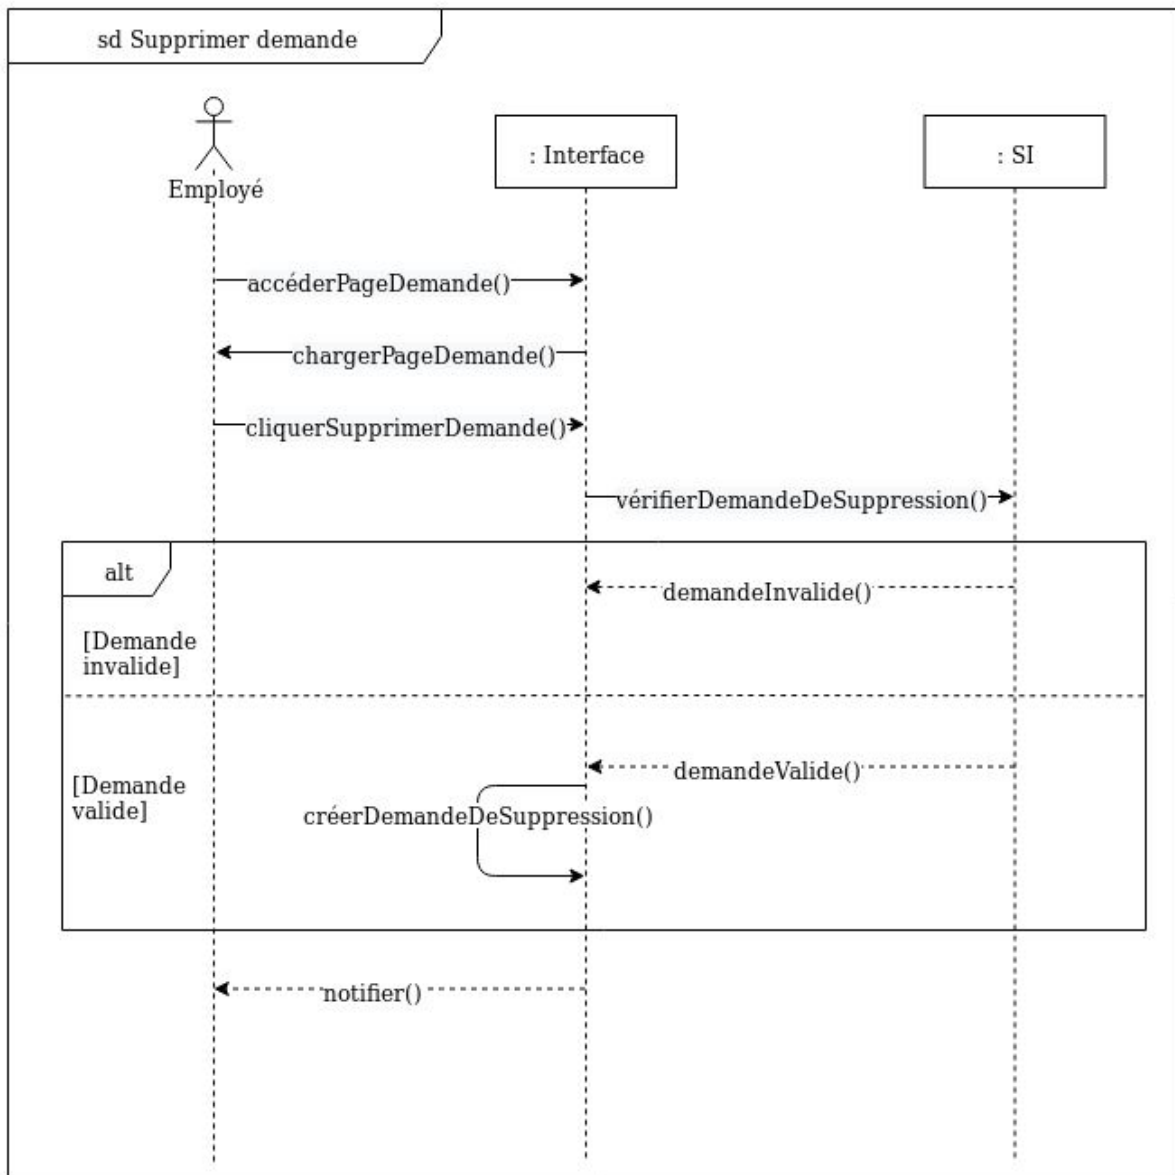 sd Supprimer demande
Employé
: Interface
: SI
accéderPageDemande()
chargerPageDemande()
cliquerSupprimerDemande()
vérifierDemandeDeSuppression()
alt
demandeInvalide()
[Demande
invalide]
demandeValide()
[Demande
valide]
créerDemandeDeSuppression()
notifier()